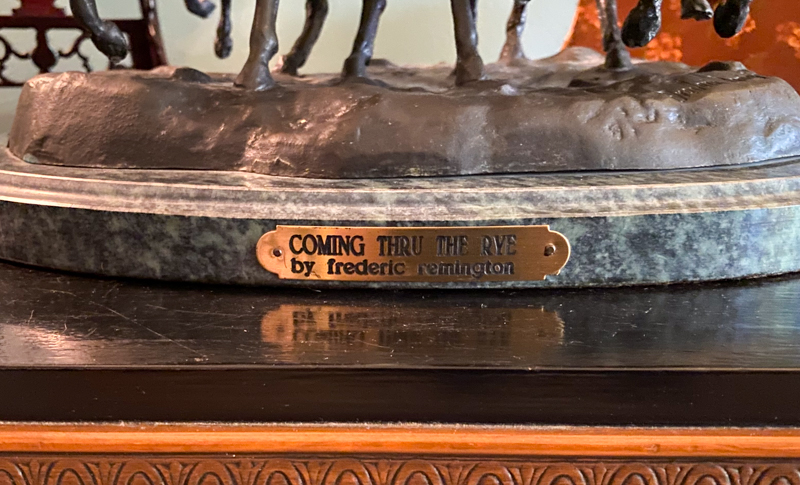 COMING THRU THE RYE
by frederic remington